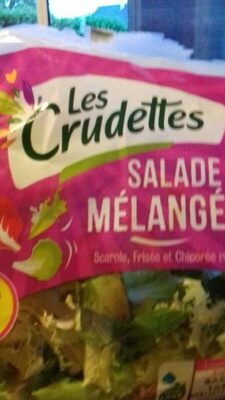 Les
Crudettes
SALADE
MÉLANGÉ
Scarole, Frisée et Chicorée r